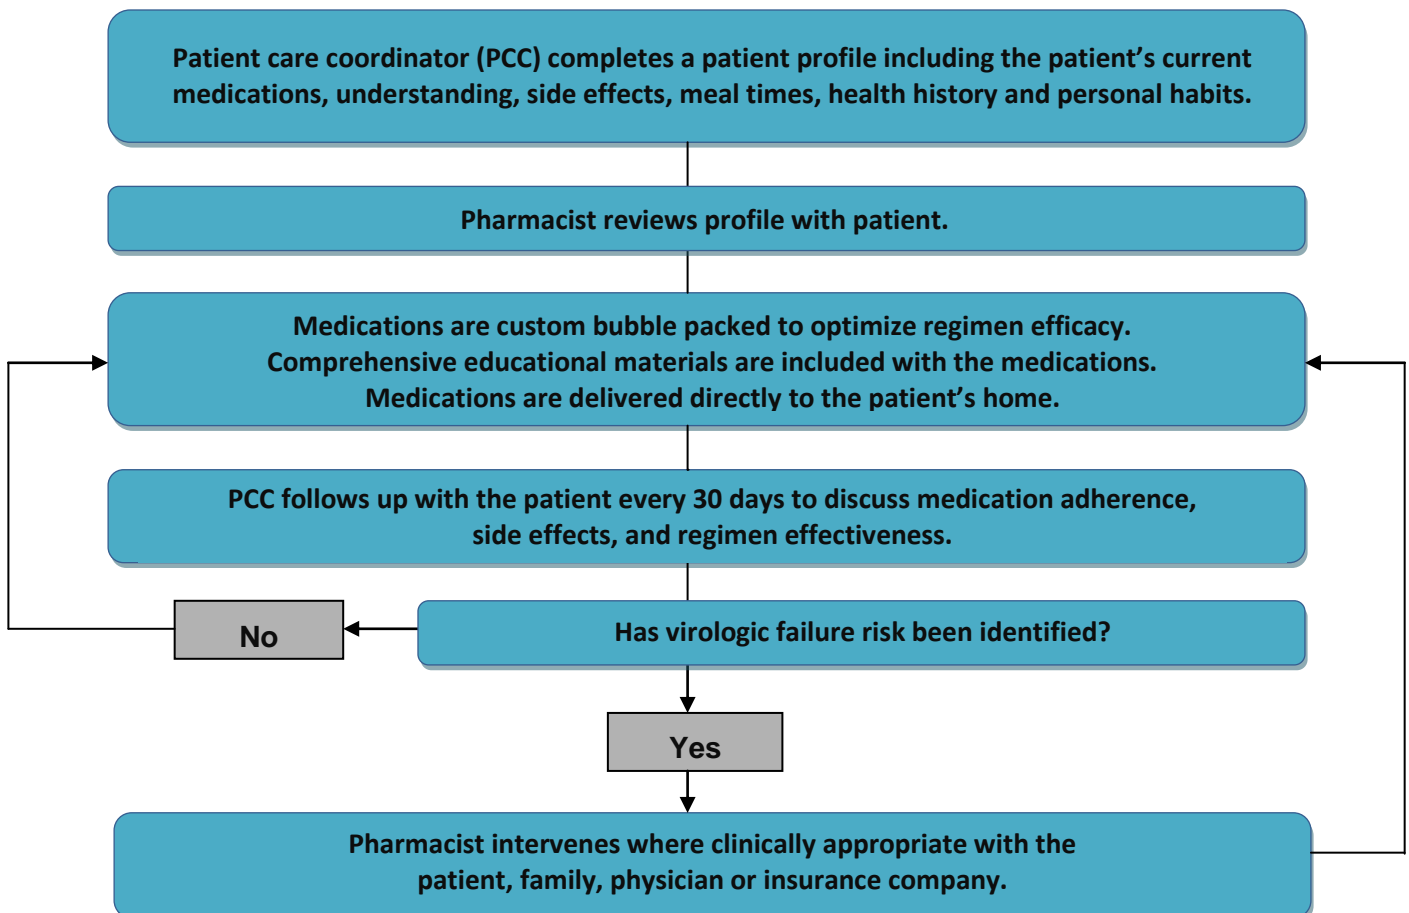 Patient care coordinator (PCC) completes a patient profile including the patient’s current
medications, understanding, side effects, meal times, health history and personal habits.
Pharmacist reviews profile with patient.
Medications are custom bubble packed to optimize regimen efficacy.
Comprehensive educational materials are included with the medications.
Medications are delivered directly to the patient’s home.
PCC follows up with the patient every 30 days to discuss medication adherence,
side effects, and regimen effectiveness.
No
Has virologic failure risk been identified?
Yes
Pharmacist intervenes where clinically appropriate with the
patient, family, physician or insurance company.